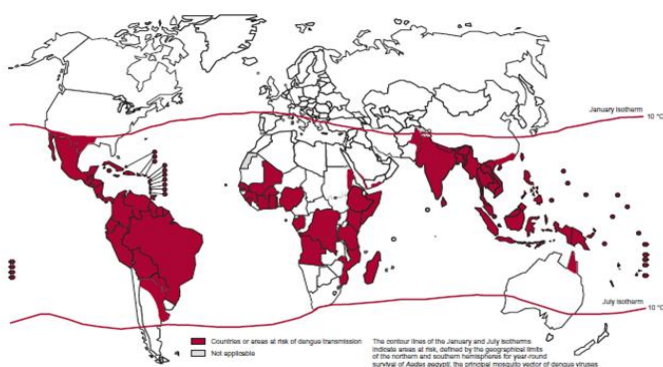 January Isotherm
10 °C
July Isotherm
10 °C
Countries or areas at risk of dengue transmission
Not applicable
The contour lines of the January and July Isotherms
indicate areas at risk, defined by the geographical limits
of the northern and southern hemispheres for year-round
survival of Aedes aegypti, the principal mosquito vector of dengue viruses